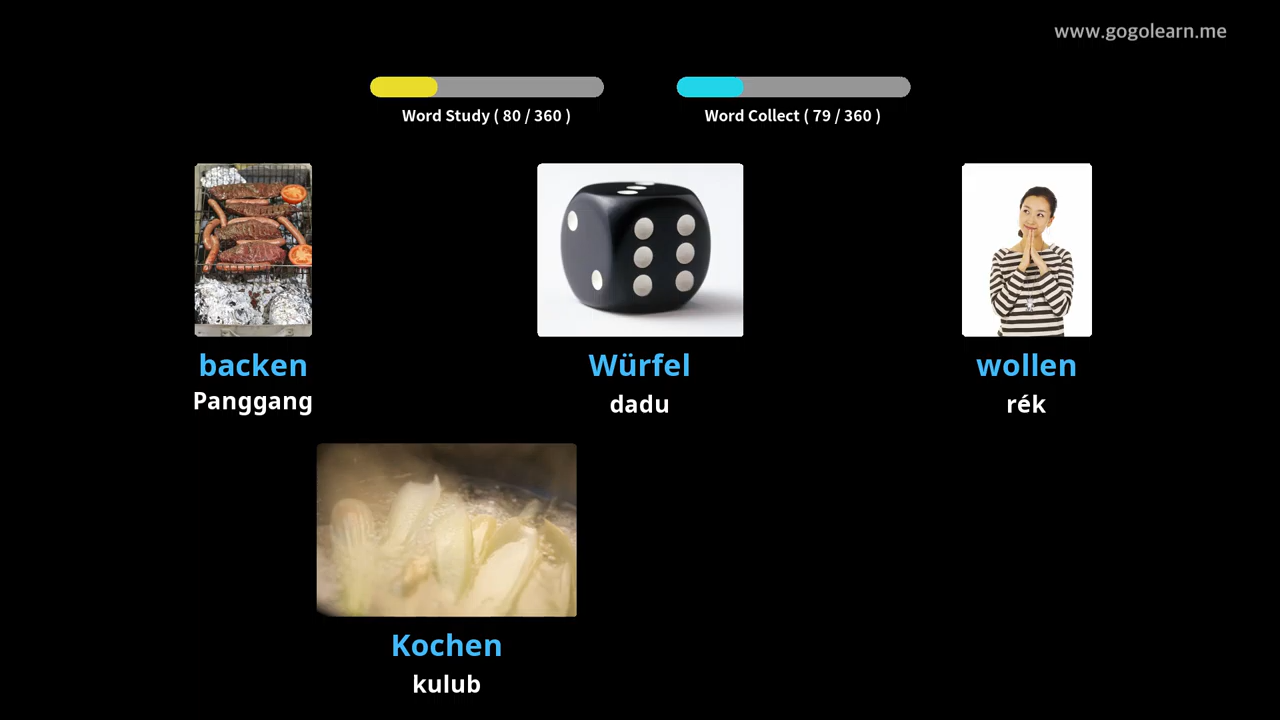 www.gogolearn.me
Word Study ( 80 / 360 )
Word Collect ( 79 / 360 )
backen
Panggang
Würfel
dadu
wollen
rék
Kochen
kulub